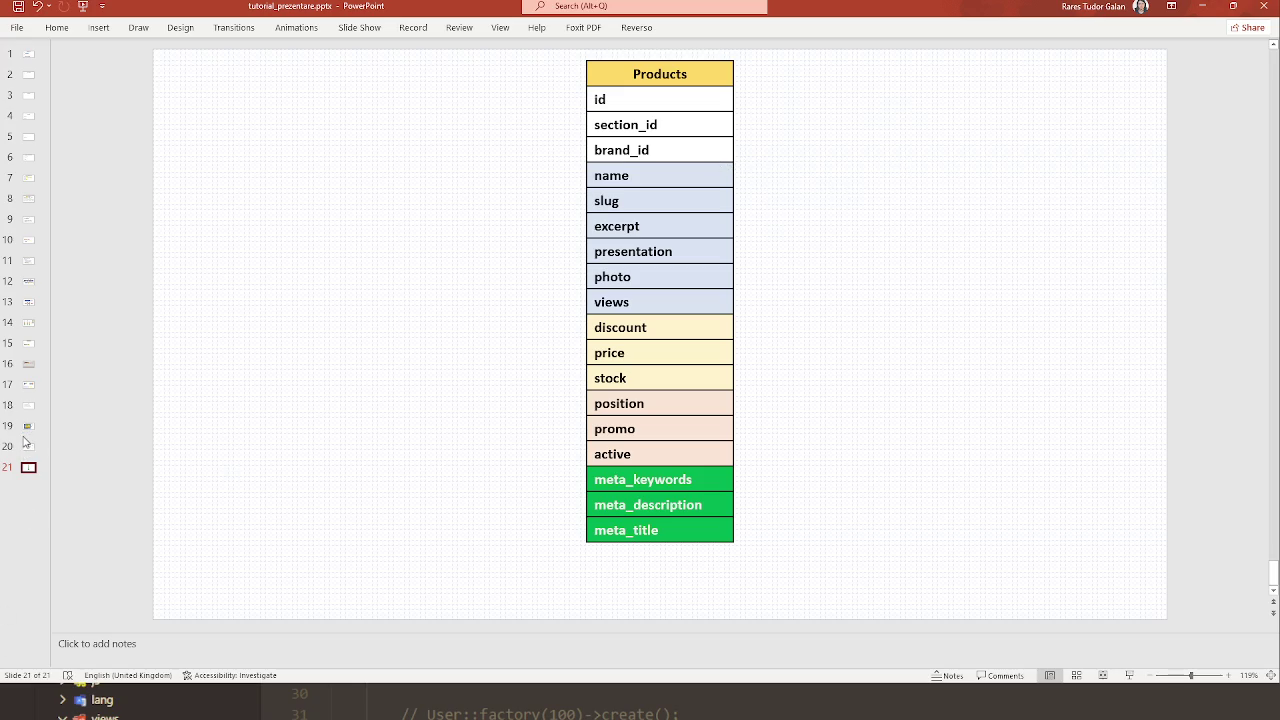 tutorial_prezentare.pptx - PowerPoint
Search (Alt+Q)
Rares Tudor Galan
File Home Insert Draw Design Transitions Animations Slide Show Record Review View Help Foxit PDF Reverso
Share
1
2
3
4
5
6
7
8
9
10
11
12
13
14
15
16
17
18
19
20
21
Products
id
section_id
brand_id
name
slug
excerpt
presentation
photo
views
discount
price
stock
position
promo
active
meta_keywords
meta_description
meta_title
Click to add notes
Slide 21 of 21 English (United Kingdom) Accessibility: Investigate Notes Comments 119%
lang
30
views
31 // User::factory(100)->create();